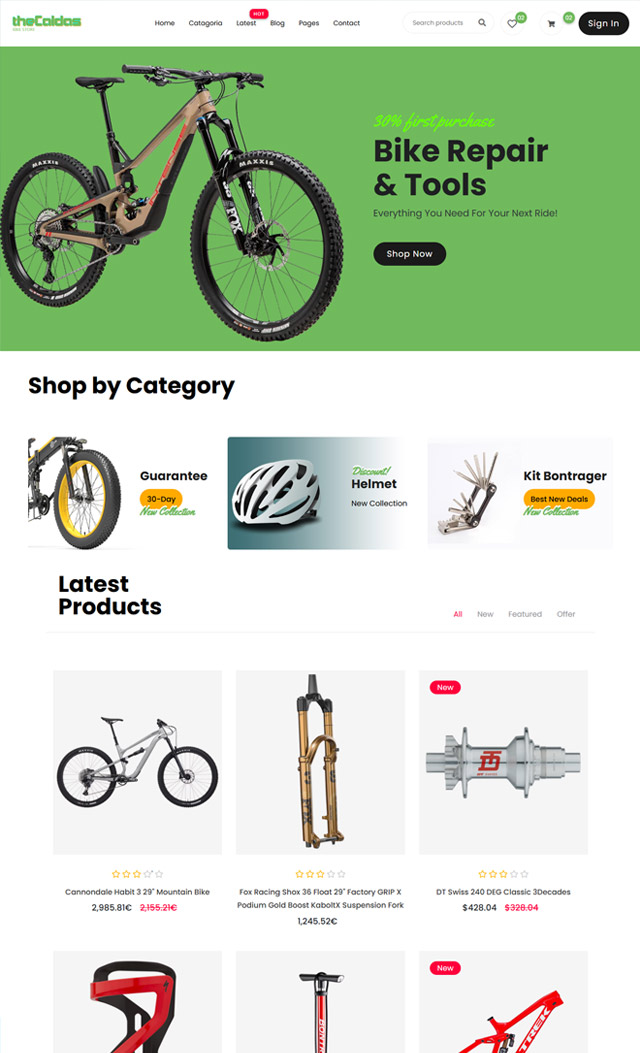 theCaldas
BIKE STORE
Home Catagoria Latest HOT Blog Pages Contact
Search products
02
02
Sign In
30% first purchase
Bike Repair
& Tools
Everything You Need For Your Next Ride!
Shop Now
MAXXIS
MAXXIS
FOX
Shop by Category
Guarantee
30-Day
New Collection
Discount!
Helmet
New Collection
Kit Bontrager
Best New Deals
New Collection
Latest
Products
All New Featured Offer
New
Cannondale Habit 3 29" Mountain Bike
2,985.81€ 2,155.21€
Fox Racing Shox 36 Float 29" Factory GRIP X
Podium Gold Boost KaboltX Suspension Fork
1,245.52€
DT Swiss 240 DEG Classic 3Decades
$428.04 $328.04
New
TREK